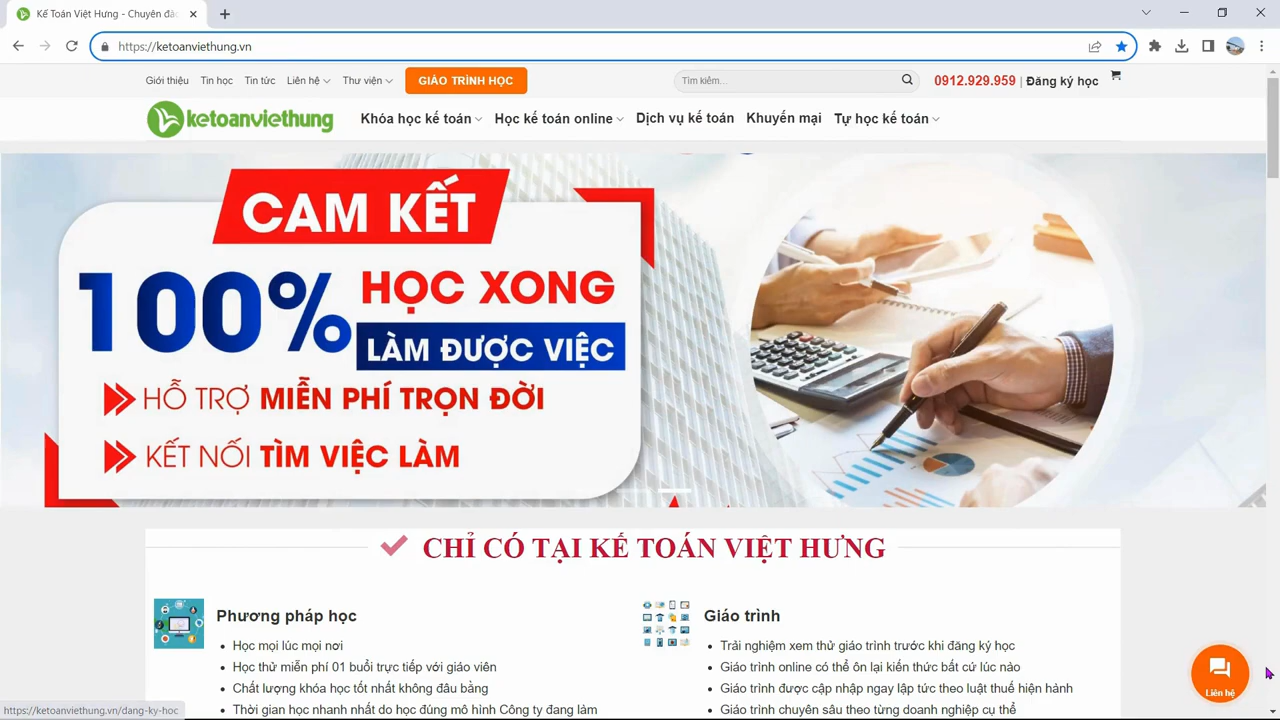 Kế Toán Việt Hưng - Chuyên đà
https://ketoanviethung.vn
Giới thiệu Tin học Tin tức Liên hệ Thư viện GIÁO TRÌNH HỌC Tìm kiếm... 0912.929.959 | Đăng ký học
ketoanviethung Khóa học kế toán Học kế toán online Dịch vụ kế toán Khuyến mại Tự học kế toán
CAM KẾT
100% HỌC XONG
LÀM ĐƯỢC VIỆC
HỖ TRỢ MIỄN PHÍ TRỌN ĐỜI
KẾT NỐI TÌM VIỆC LÀM
CHỈ CÓ TẠI KẾ TOÁN VIỆT HƯNG
Phương pháp học
Học mọi lúc mọi nơi
Học thử miễn phí 01 buổi trực tiếp với giáo viên
Chất lượng khóa học tốt nhất không đâu bằng
Thời gian học nhanh nhất do học đúng mô hình Công ty đang làm
Giáo trình
Trải nghiệm xem thử giáo trình trước khi đăng ký học
Giáo trình online có thể ôn lại kiến thức bất cứ lúc nào
Giáo trình được cập nhập ngay lập tức theo luật thuế hiện hành
Giáo trình chuyên sâu theo từng doanh nghiệp cụ thể
Liên hệ
https://ketoanviethung.vn/dang-ky-hoc